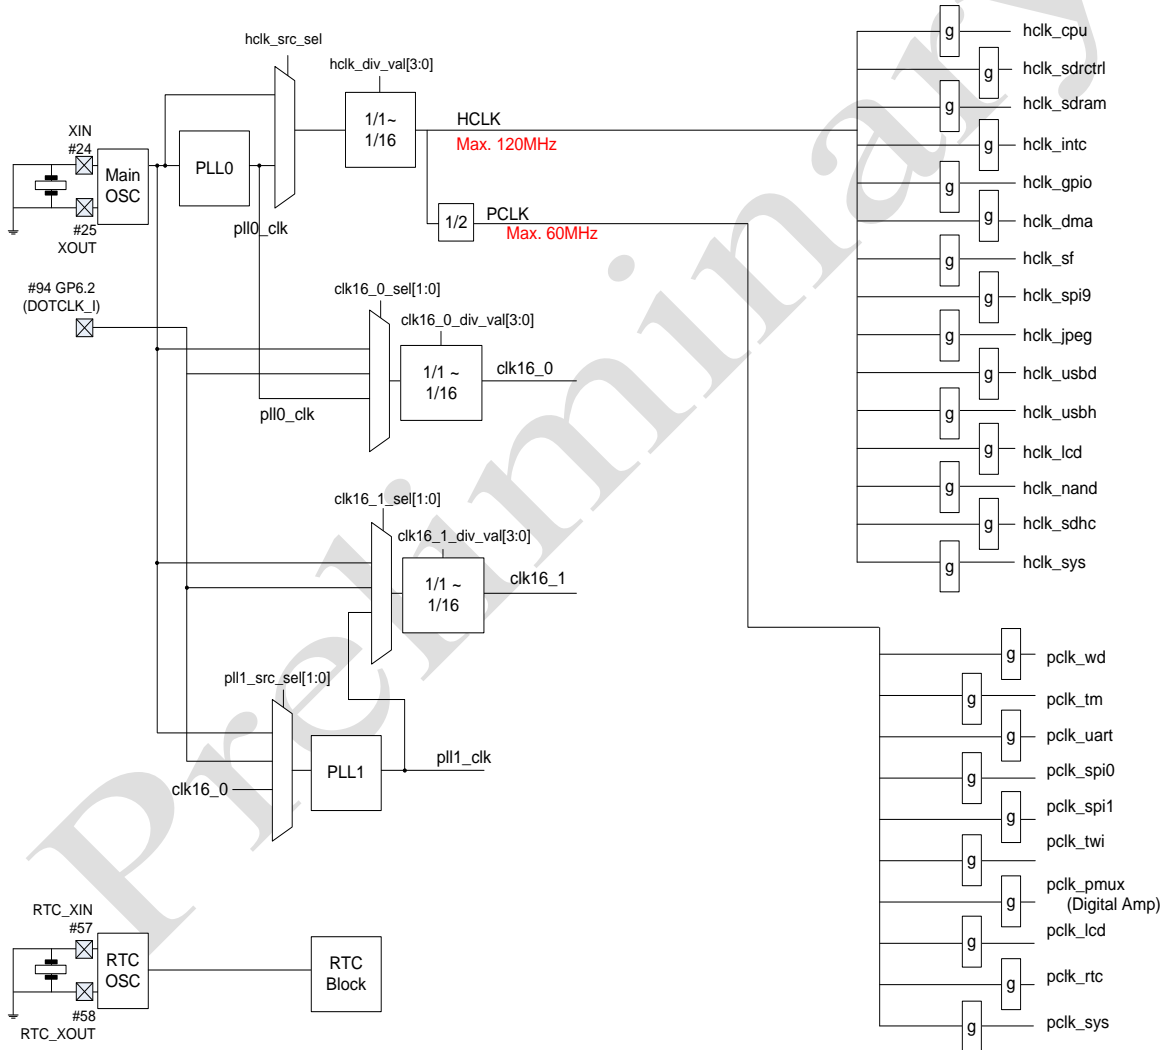 hclk_src_sel
hclk_div_val[3:0]
XIN
#24
Main
OSC
PLL0
1/1~
1/16
HCLK
Max. 120MHz
#25
XOUT
pll0_clk
1/2
PCLK
Max. 60MHz
#94 GP6.2
(DOTCLK_I)
clk16_0_sel[1:0]
clk16_0_div_val[3:0]
1/1 ~
1/16
clk16_0
pll0_clk
clk16_1_sel[1:0]
clk16_1_div_val[3:0]
1/1 ~
1/16
clk16_1
pll1_src_sel[1:0]
PLL1
pll1_clk
clk16_0
RTC_XIN
#57
RTC
OSC
RTC
Block
#58
RTC_XOUT
g hclk_cpu
g hclk_sdrctrl
g hclk_sdram
g hclk_intc
g hclk_gpio
g hclk_dma
g hclk_sf
g hclk_spi9
g hclk_jpeg
g hclk_usbd
g hclk_usbh
g hclk_lcd
g hclk_nand
g hclk_sdhc
g hclk_sys
g pclk_wd
g pclk_tm
g pclk_uart
g pclk_spi0
g pclk_spi1
g pclk_twi
g pclk_pmux
(Digital Amp)
g pclk_lcd
g pclk_rtc
g pclk_sys
Preliminary